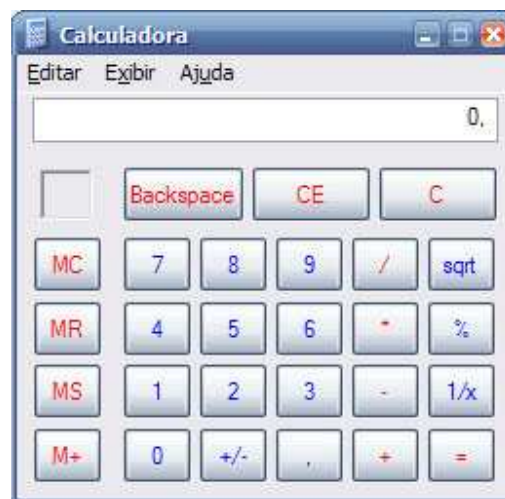 Calculadora
Editar Exibir Ajuda
0,
Backspace CE C
MC 7 8 9 / sqrt
MR 4 5 6 * %
MS 1 2 3 - 1/x
M+ 0 +/- , + =